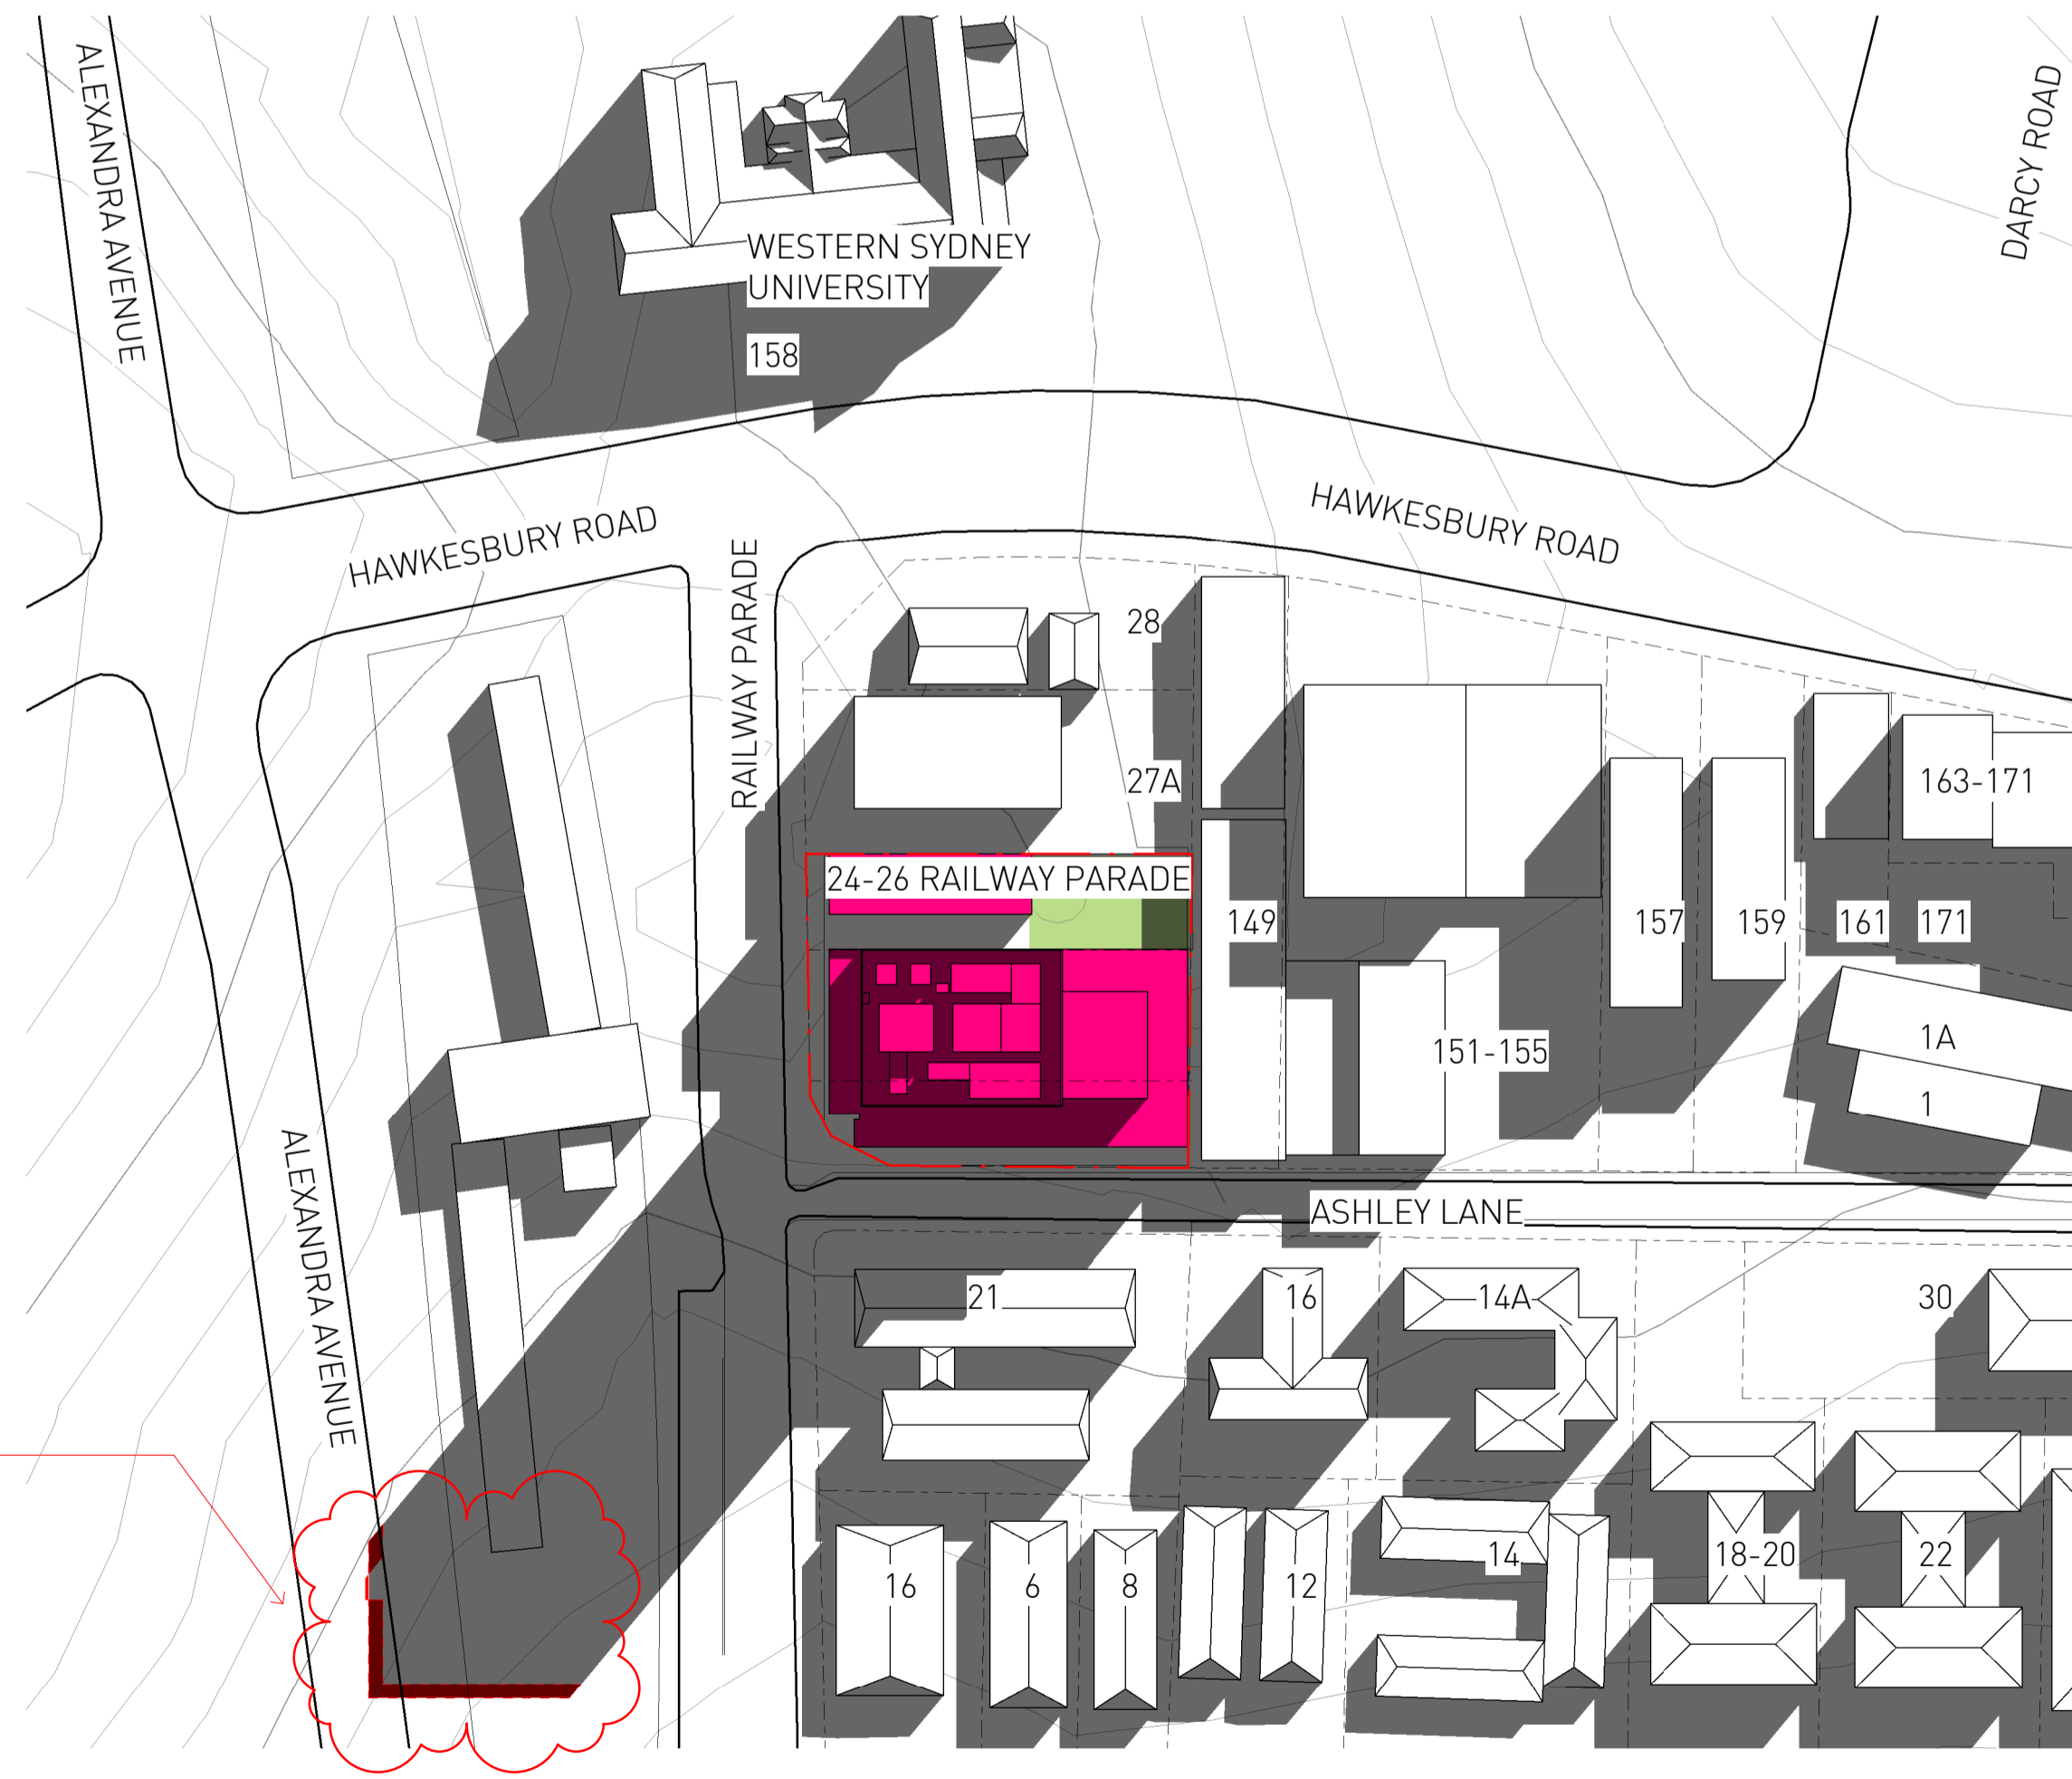 ALEXANDRA AVENUE
DARCY ROAD
WESTERN SYDNEY
UNIVERSITY
158
HAWKESBURY ROAD
HAWKESBURY ROAD
RAILWAY PARADE
28
27A
163-171
24-26 RAILWAY PARADE
149
157
159
161
171
151-155
1A
1
ALEXANDRA AVENUE
ASHLEY LANE
21
16
14A
30
16
6
8
12
14
18-20
22